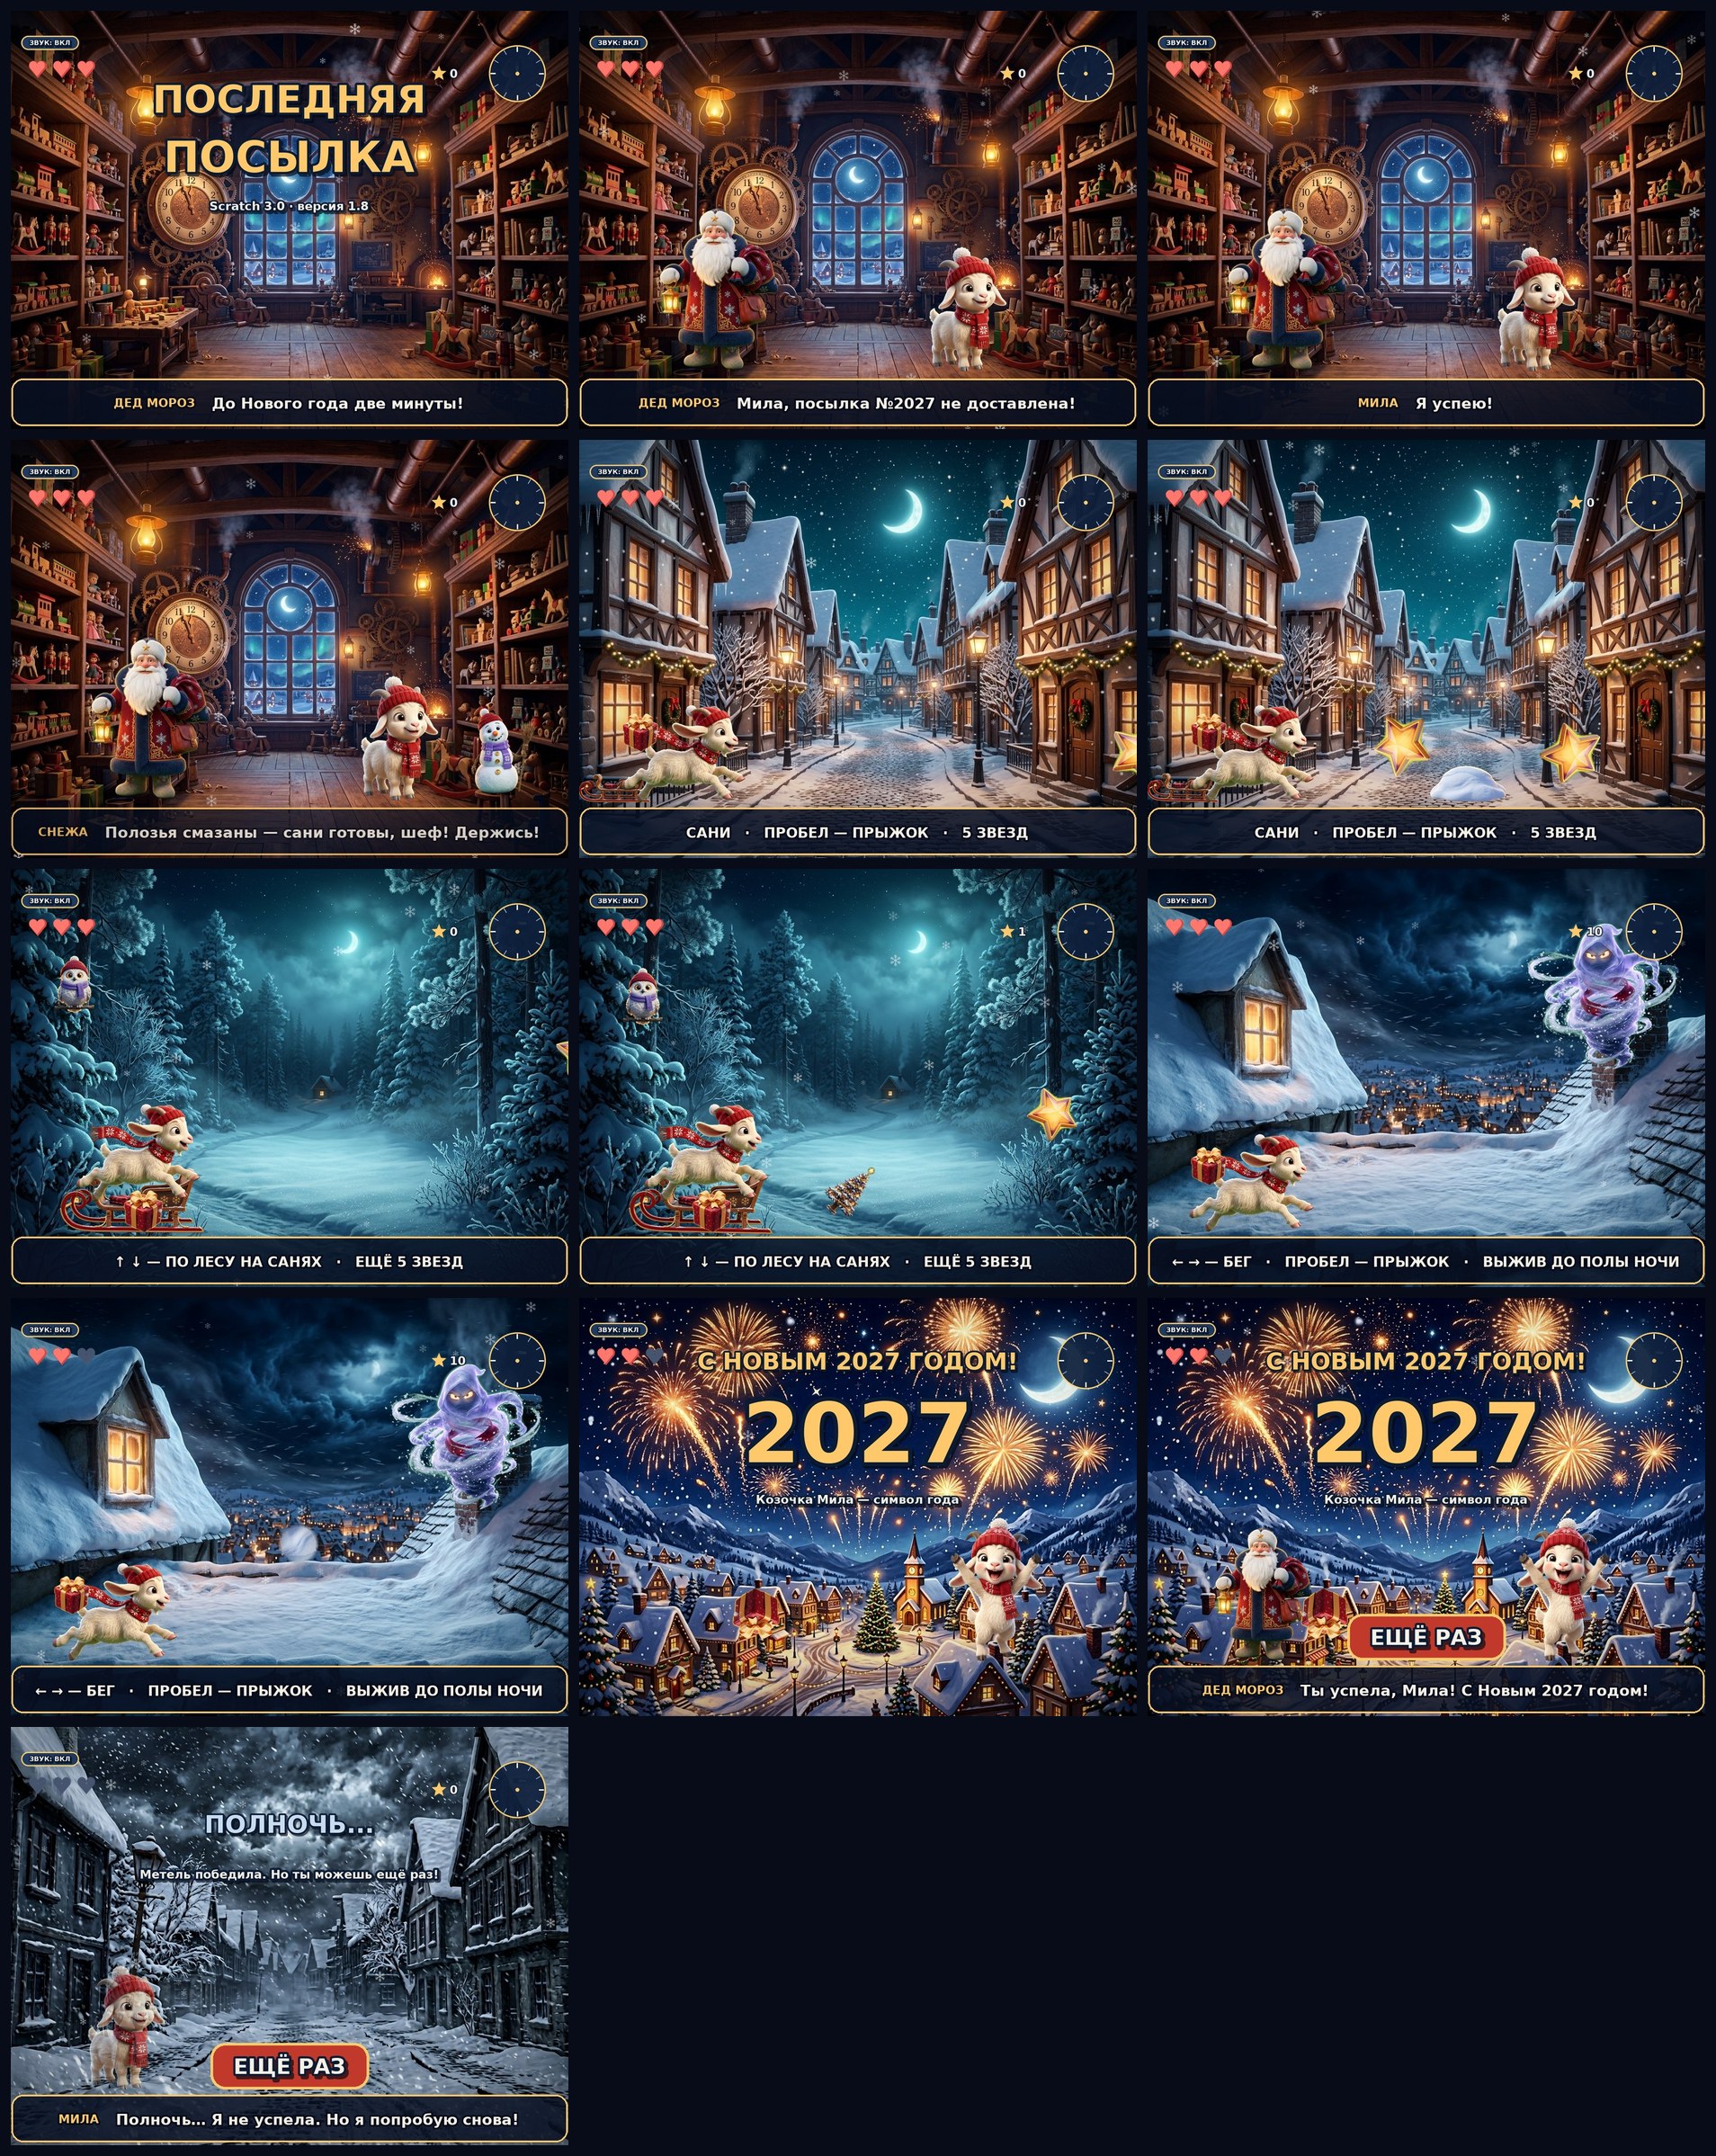 ЗВУК: ВКЛ
0
ПОСЛЕДНЯЯ
ПОСЫЛКА
Scratch 3.0 · версия 1.8
ДЕД МОРОЗ До Нового года две минуты!
ЗВУК: ВКЛ
0
ДЕД МОРОЗ Мила, посылка №2027 не доставлена!
ЗВУК: ВКЛ
0
МИЛА Я успею!
ЗВУК: ВКЛ
0
СНЕЖА Полозья смазаны — сани готовы, шеф! Держись!
ЗВУК: ВКЛ
0
САНИ · ПРОБЕЛ — ПРЫЖОК · 5 ЗВЕЗД
ЗВУК: ВКЛ
0
САНИ · ПРОБЕЛ — ПРЫЖОК · 5 ЗВЕЗД
ЗВУК: ВКЛ
0
↑ ↓ — ПО ЛЕСУ НА САНЯХ · ЕЩЁ 5 ЗВЕЗД
ЗВУК: ВКЛ
1
↑ ↓ — ПО ЛЕСУ НА САНЯХ · ЕЩЁ 5 ЗВЕЗД
ЗВУК: ВКЛ
10
← → — БЕГ · ПРОБЕЛ — ПРЫЖОК · ВЫЖИВ ДО ПОЛЫ НОЧИ
ЗВУК: ВКЛ
10
← → — БЕГ · ПРОБЕЛ — ПРЫЖОК · ВЫЖИВ ДО ПОЛЫ НОЧИ
ЗВУК: ВКЛ
С НОВЫМ 2027 ГОДОМ!
2027
Козочка Мила — символ года
ЗВУК: ВКЛ
С НОВЫМ 2027 ГОДОМ!
2027
Козочка Мила — символ года
ЕЩЁ РАЗ
ДЕД МОРОЗ Ты успела, Мила! С Новым 2027 годом!
ЗВУК: ВКЛ
0
ПОЛНОЧЬ...
Метель победила. Но ты можешь ещё раз!
ЕЩЁ РАЗ
МИЛА Полночь... Я не успела. Но я попробую снова!